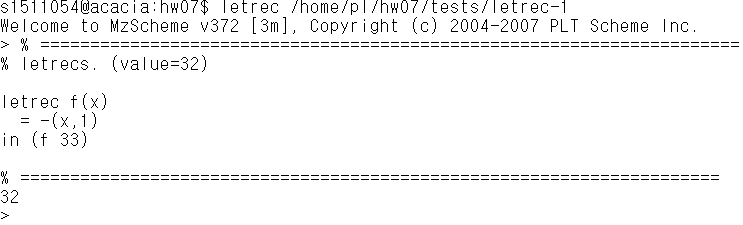 s1511054@acacia:hw07$ letrec /home/pl/hw07/tests/letrec-1
Welcome to MzScheme v372 [3m], Copyright (c) 2004-2007 PLT Scheme Inc.
> % ======================================================================
% letrecs. (value=32)
letrec f(x)
  = -(x,1)
in (f 33)
% ======================================================================
32
>